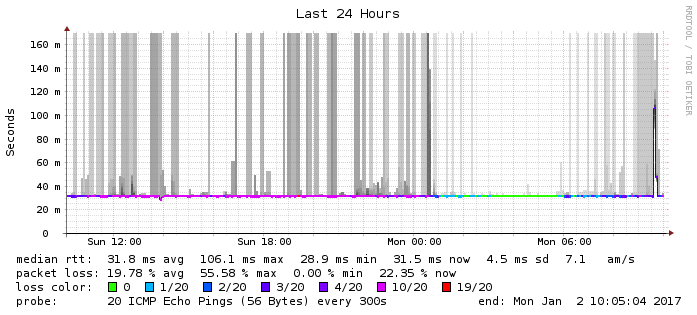 Last 24 Hours
RRDTOOL / TOBI OETIKER
Seconds
160 m
140 m
120 m
100 m
80 m
60 m
40 m
20 m
0
Sun 12:00 Sun 18:00 Mon 00:00 Mon 06:00
median rtt: 31.8 ms avg 106.1 ms max 28.9 ms min 31.5 ms now 4.5 ms sd 7.1 am/s
packet loss: 19.78 % avg 55.58 % max 0.00 % min 22.35 % now
loss color: 0 1/20 2/20 3/20 4/20 10/20 19/20
probe: 20 ICMP Echo Pings (56 Bytes) every 300s end: Mon Jan 2 10:05:04 2017